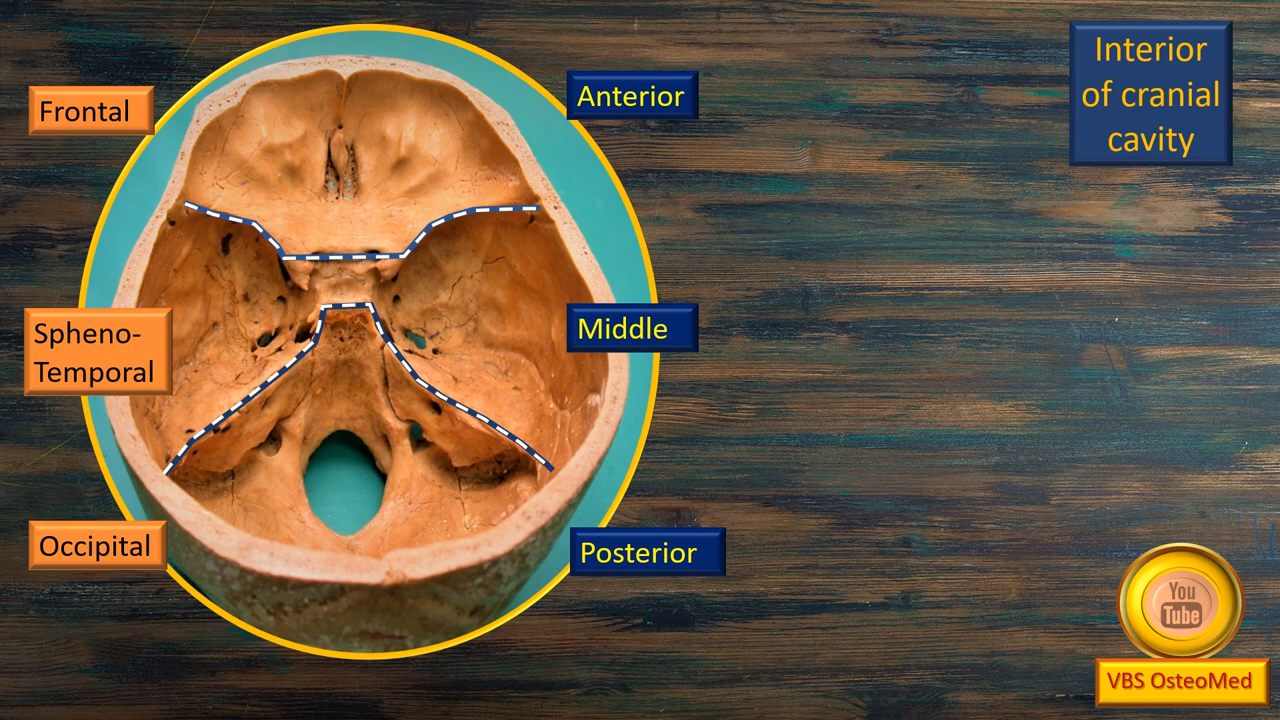 Interior
of cranial
cavity
Frontal
Anterior
Spheno-
Temporal
Middle
Occipital
Posterior
You
Tube
VBS OsteoMed